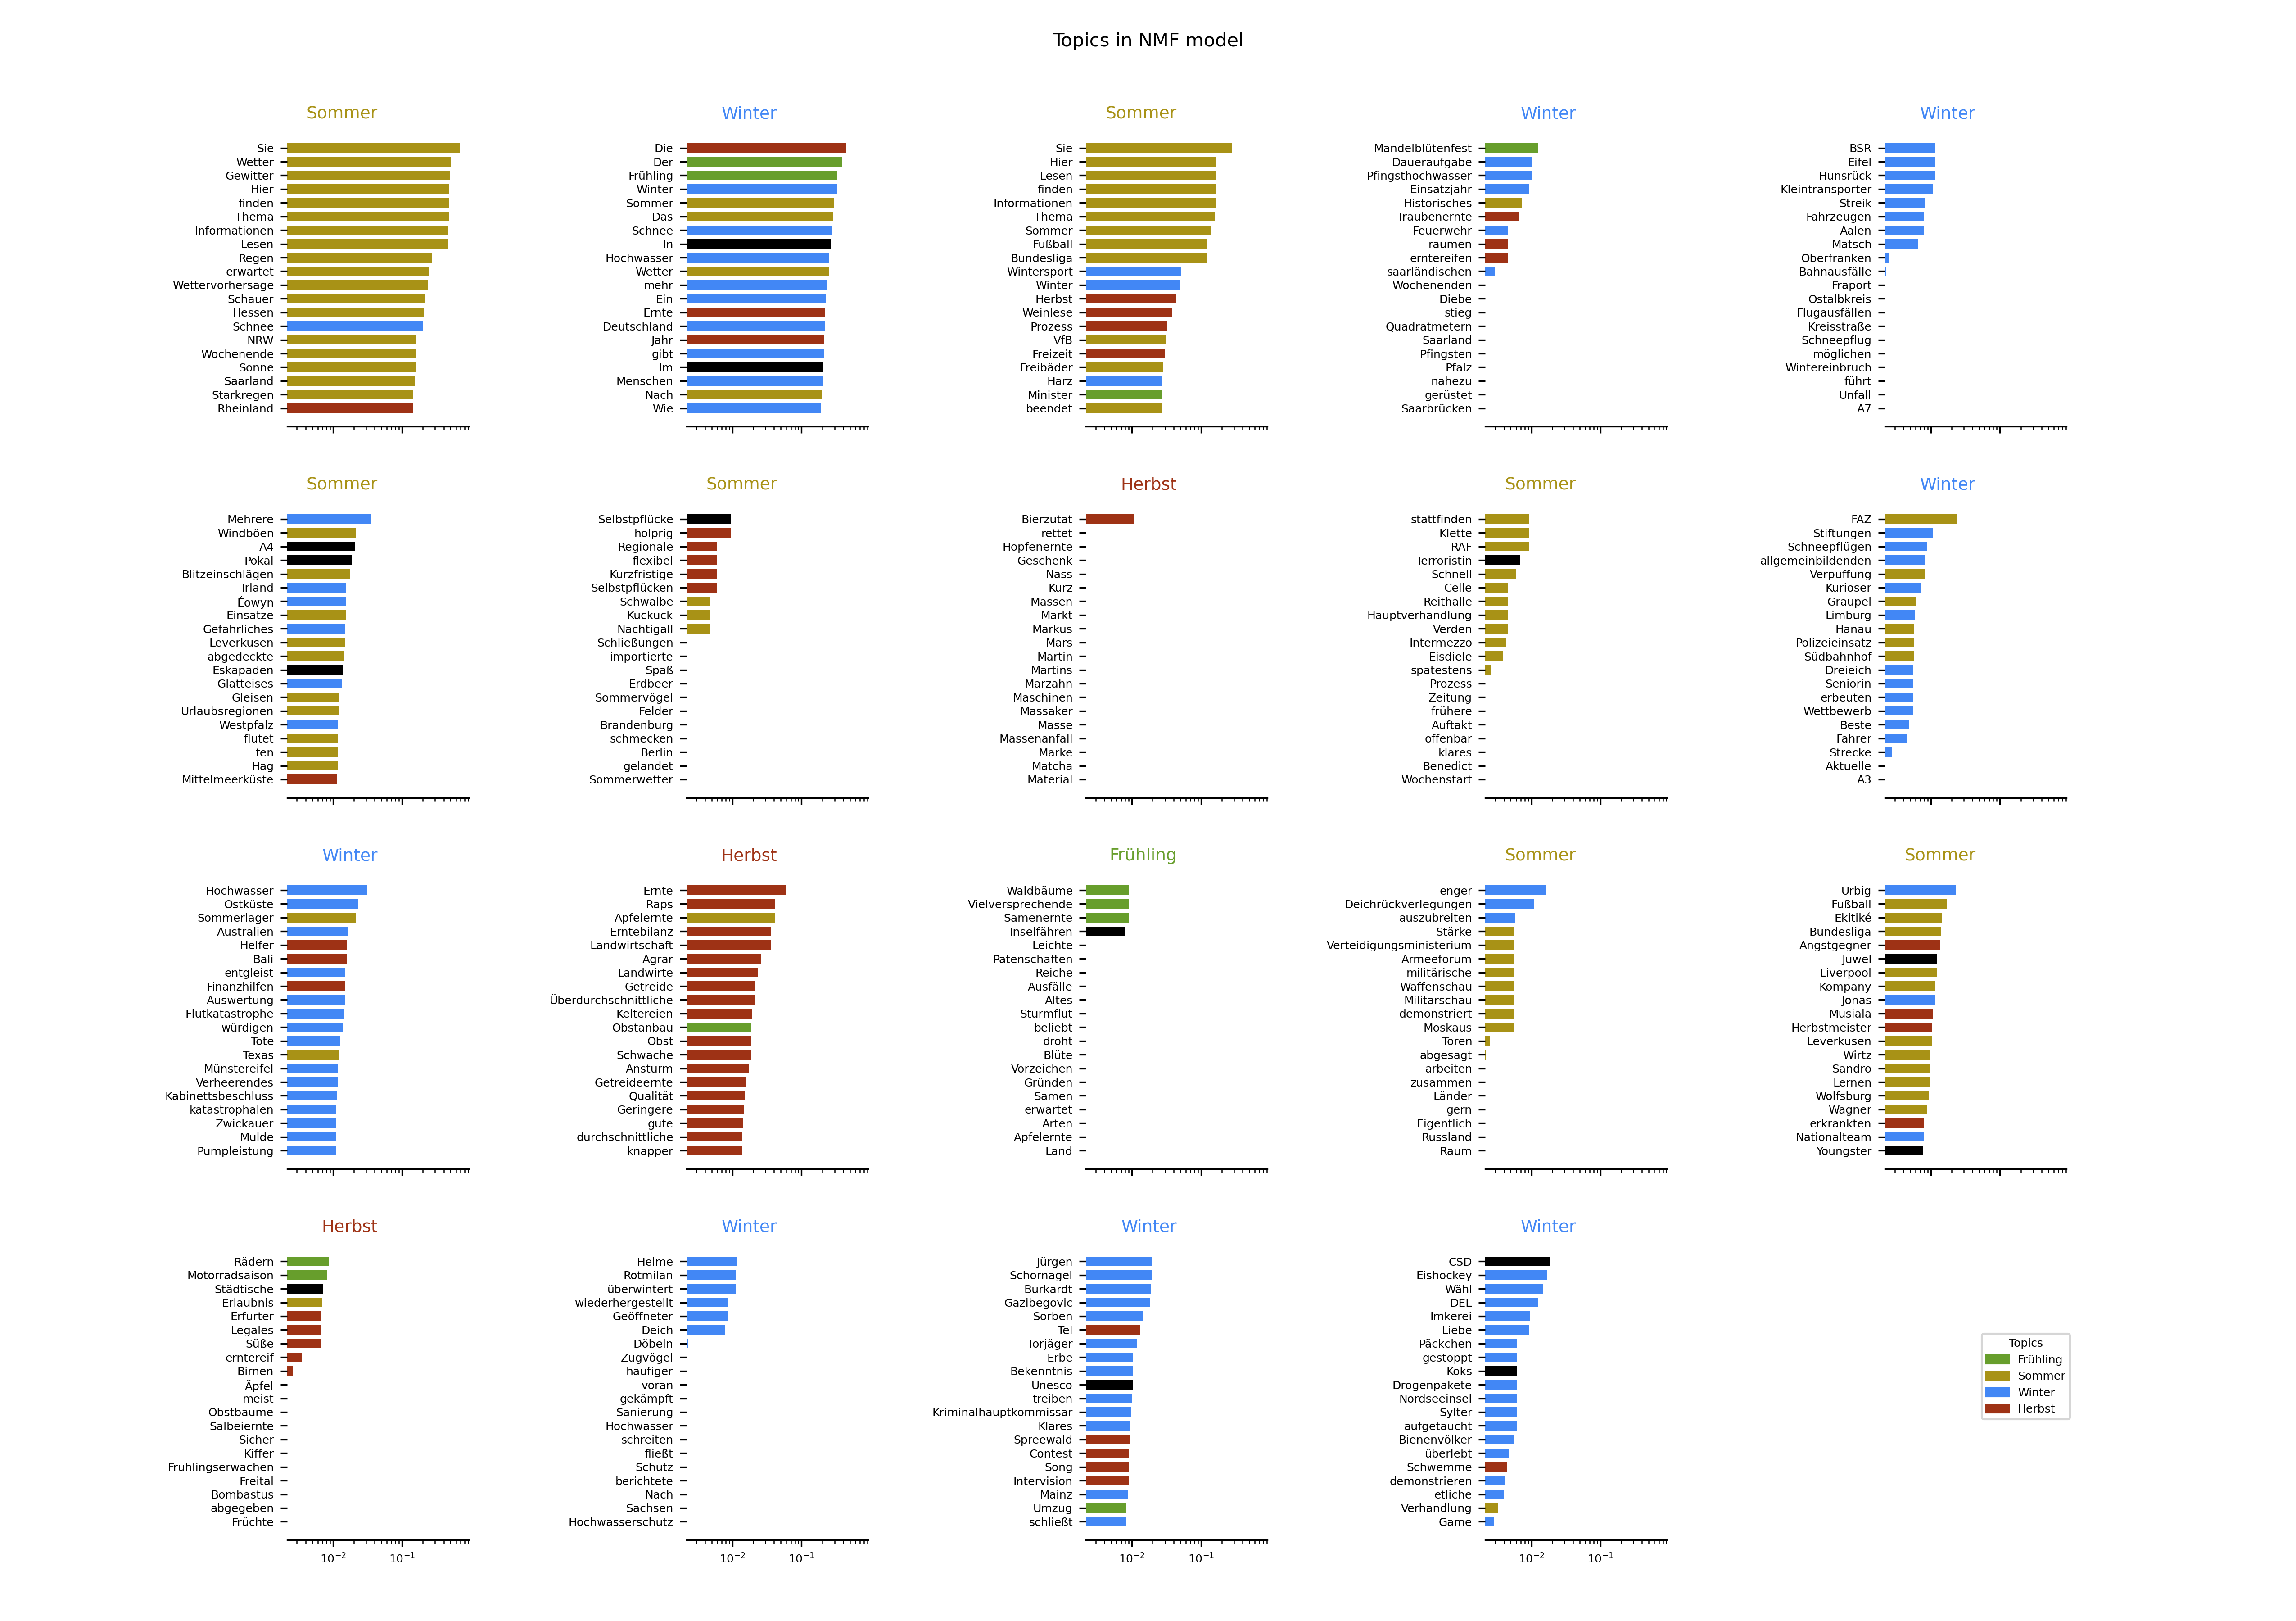 Topics in NMF model
Sommer
Sie
Wetter
Gewitter
Hier
finden
Thema
Informationen
Lesen
Regen
erwartet
Wettervorhersage
Schauer
Hessen
Schnee
NRW
Wochenende
Sonne
Saarland
Starkregen
Rheinland
Winter
Die
Der
Frühling
Winter
Sommer
Das
Schnee
In
Hochwasser
Wetter
mehr
Ein
Ernte
Deutschland
Jahr
gibt
Im
Menschen
Nach
Wie
Sommer
Sie
Hier
Lesen
finden
Informationen
Thema
Sommer
Fußball
Bundesliga
Wintersport
Winter
Herbst
Weinlese
Prozess
VfB
Freizeit
Freibäder
Harz
Minister
beendet
Winter
Mandelblütenfest
Daueraufgabe
Pfingsthochwasser
Einsatzjahr
Historisches
Traubenernte
Feuerwehr
räumen
erntereifen
saarländischen
Wochenenden
Diebe
stieg
Quadratmetern
Saarland
Pfingsten
Pfalz
nahezu
gerüstet
Saarbrücken
Winter
BSR
Eifel
Hunsrück
Kleintransporter
Streik
Fahrzeugen
Aalen
Matsch
Oberfranken
Bahnausfälle
Fraport
Ostalbkreis
Flugausfällen
Kreisstraße
Schneepflug
möglichen
Wintereinbruch
führt
Unfall
A7
Sommer
Mehrere
Windböen
A4
Pokal
Blitzeinschlägen
Irland
Éowyn
Einsätze
Gefährliches
Leverkusen
abgedeckte
Eskapaden
Glatteises
Gleisen
Urlaubsregionen
Westpfalz
flutet
ten
Hag
Mittelmeerküste
Sommer
Selbstpflücke
holprig
Regionale
flexibel
Kurzfristige
Selbstpflücken
Schwalbe
Kuckuck
Nachtigall
Schließungen
importierte
Spaß
Erdbeer
Sommervögel
Felder
Brandenburg
schmecken
Berlin
gelandet
Sommerwetter
Herbst
Bierzutat
rettet
Hopfenernte
Geschenk
Nass
Kurz
Massen
Markt
Markus
Mars
Martin
Martins
Marzahn
Maschinen
Massaker
Masse
Massenanfall
Marke
Matcha
Material
Sommer
stattfinden
Klette
RAF
Terroristin
Schnell
Celle
Reithalle
Hauptverhandlung
Verden
Intermezzo
Eisdiele
spätestens
Prozess
Zeitung
frühere
Auftakt
offenbar
klares
Benedict
Wochenstart
Winter
FAZ
Stiftungen
Schneepflügen
allgemeinbildenden
Verpuffung
Kurioser
Graupel
Limburg
Hanau
Polizeieinsatz
Südbahnhof
Dreieich
Seniorin
erbeuten
Wettbewerb
Beste
Fahrer
Strecke
Aktuelle
A3
Winter
Hochwasser
Ostküste
Sommerlager
Australien
Helfer
Bali
entgleist
Finanzhilfen
Auswertung
Flutkatastrophe
würdigen
Tote
Texas
Münstereifel
Verheerendes
Kabinettsbeschluss
katastrophalen
Zwickauer
Mulde
Pumpleistung
Herbst
Ernte
Raps
Apfelernte
Erntebilanz
Landwirtschaft
Agrar
Landwirte
Getreide
Überdurchschnittliche
Keltereien
Obstanbau
Obst
Schwache
Ansturm
Getreideernte
Qualität
Geringere
gute
durchschnittliche
knapper
Frühling
Waldbäume
Vielversprechende
Samenernte
Inselfähren
Leichte
Patenschaften
Reiche
Ausfälle
Altes
Sturmflut
beliebt
droht
Blüte
Vorzeichen
Gründen
Samen
erwartet
Arten
Apfelernte
Land
Sommer
enger
Deichrückverlegungen
auszubreiten
Stärke
Verteidigungsministerium
Armeeforum
militärische
Waffenschau
Militärschau
demonstriert
Moskaus
Toren
abgesagt
arbeiten
zusammen
Länder
gern
Eigentlich
Russland
Raum
Sommer
Urbig
Fußball
Ekitiké
Bundesliga
Angstgegner
Juwel
Liverpool
Kompany
Jonas
Musiala
Herbstmeister
Leverkusen
Wirtz
Sandro
Lernen
Wolfsburg
Wagner
erkrankten
Nationalteam
Youngster
Herbst
Rädern
Motorradsaison
Städtische
Erlaubnis
Erfurter
Legales
Süße
erntereif
Birnen
Äpfel
meist
Obstbäume
Salbeiernte
Sicher
Kiffer
Frühlingserwachen
Freital
Bombastus
abgegeben
Früchte
10⁻² 10⁻¹
Winter
Helme
Rotmilan
überwintert
wiederhergestellt
Geöffneter
Deich
Döbeln
Zugvögel
häufiger
voran
gekämpft
Sanierung
Hochwasser
schreiten
fließt
Schutz
berichtete
Nach
Sachsen
Hochwasserschutz
10⁻² 10⁻¹
Winter
Jürgen
Schornagel
Burkardt
Gazibegovic
Sorben
Tel
Torjäger
Erbe
Bekenntnis
Unesco
treiben
Kriminalhauptkommissar
Klares
Spreewald
Contest
Song
Intervision
Mainz
Umzug
schließt
10⁻² 10⁻¹
Winter
CSD
Eishockey
Wähl
DEL
Imkerei
Liebe
Päckchen
gestoppt
Koks
Drogenpakete
Nordseeinsel
Sylter
aufgetaucht
Bienenvölker
überlebt
Schwemme
demonstrieren
etliche
Verhandlung
Game
10⁻² 10⁻¹
Topics
Frühling
Sommer
Winter
Herbst